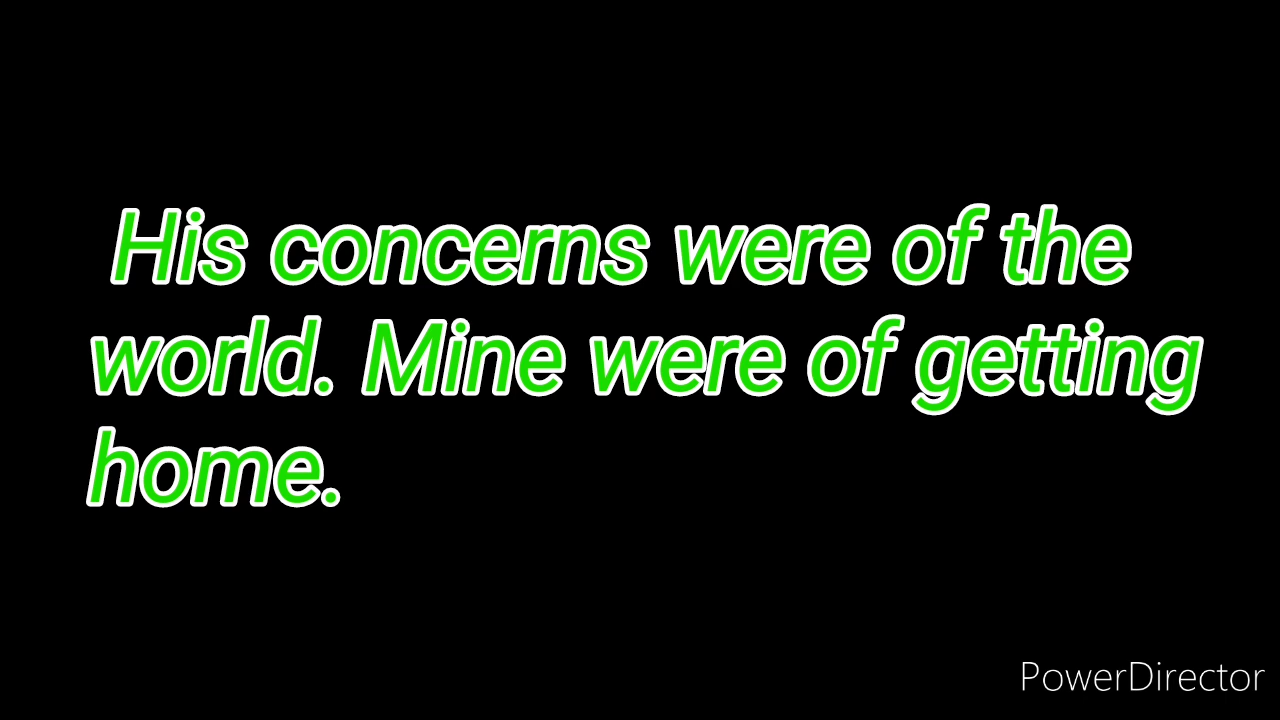 His concerns were of the
world. Mine were of getting
home.
PowerDirector